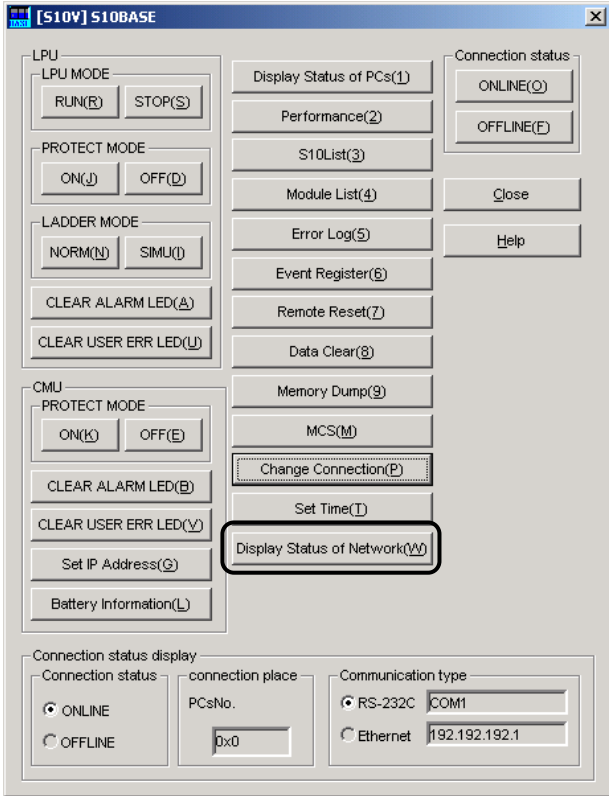 [S10V] S10BASE
LPU
LPU MODE
RUN(R)
STOP(S)
PROTECT MODE
ON(J)
OFF(D)
LADDER MODE
NORM(N)
SIMU(I)
CLEAR ALARM LED(A)
CLEAR USER ERR LED(U)
CMU
PROTECT MODE
ON(K)
OFF(E)
CLEAR ALARM LED(B)
CLEAR USER ERR LED(V)
Set IP Address(G)
Battery Information(L)
Display Status of PCs(1)
Performance(2)
S10List(3)
Module List(4)
Error Log(5)
Event Register(6)
Remote Reset(7)
Data Clear(8)
Memory Dump(9)
MCS(M)
Change Connection(P)
Set Time(T)
Display Status of Network(W)
Connection status
ONLINE(O)
OFFLINE(F)
Close
Help
Connection status display
Connection status
ONLINE
OFFLINE
connection place
PCsNo.
0x0
Communication type
RS-232C
COM1
Ethernet
192.192.192.1